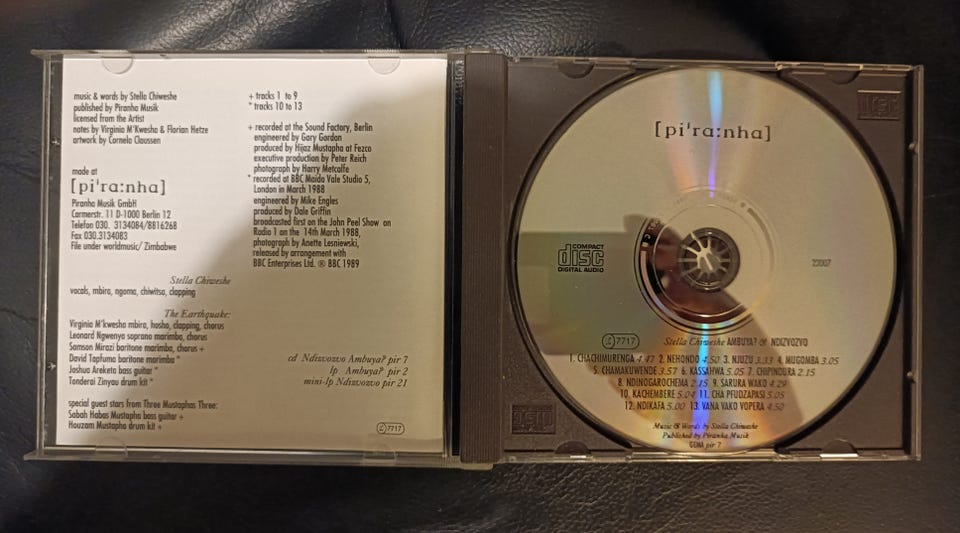 music & words by Stella Chiweshe
published by Piranha Musik
licensed from the Artist
notes by Virginia M'Kwesha & Florian Hetze
artwork by Cornela Claussen
made at
[pi'ra:nha]
Piranha Musik GmbH
Carmerstr. 11 D-1000 Berlin 12
Telefon 030. 3134084/8816268
Fax 030.3134083
File under worldmusic/ Zimbabwe
+ tracks 1 to 9
* tracks 10 to 13
+ recorded at the Sound Factory, Berlin
engineered by Gary Gordon
produced by Hijaz Mustapha at Fezco
executive production by Peter Reich
photograph by Harry Metcalfe
* recorded at BBC Maida Vale Studio 5,
London in March 1988
engineered by Mike Engles
produced by Dale Griffin
broadcasted first on the John Peel Show on
Radio 1 on the 14th March 1988,
photograph by Anette Lesniewski,
released by arrangement with
BBC Enterprises Ltd. ® BBC 1989
Stella Chiweshe
vocals, mbira, ngoma, chiwitsa, clapping
The Earthquake:
Virginia M'kwesha mbira, hosho, clapping, chorus
Leonard Ngwenya soprano marimba, chorus
Samson Mirazi baritone marimba, chorus +
David Tapfuma baritone marimba *
Joshua Areketa bass guitar *
Tonderai Zinyau drum kit *
special guest stars from Three Mustaphas Three:
Sabah Habas Mustapha bass guitar +
Houzam Mustapha drum kit +
cd Ndizvozvo Ambuya? pir 7
lp Ambuya? pir 2
mini-lp Ndizvozvo pir 21
LC 7717
[pi'ra:nha]
COMPACT
disc
DIGITAL AUDIO
LC 7717
Stella Chiweshe AMBUYA? & NDIZVOZVO
1. CHACHIMURENGA 4.47 2. NEHONDO 4.50 3. NJUZU 3.33 4. MUGOMBA 3.05
5. CHAMAKUWENDE 3.57 6. KASSAHWA 5.05 7. CHIPINDURA 2.15
8. NDINOGAROCHEMA 2.15 9. SARURA WAKO 4.29
10. KACHEMBERE 5.04 11. CHA PFUDZAPASI 5.05
12. NDIKAFA 5.00 13. VANA VAKO VOPERA 4.50
Music & Words by Stella Chiweshe
Published by Piranha Musik
GEMA pir 7